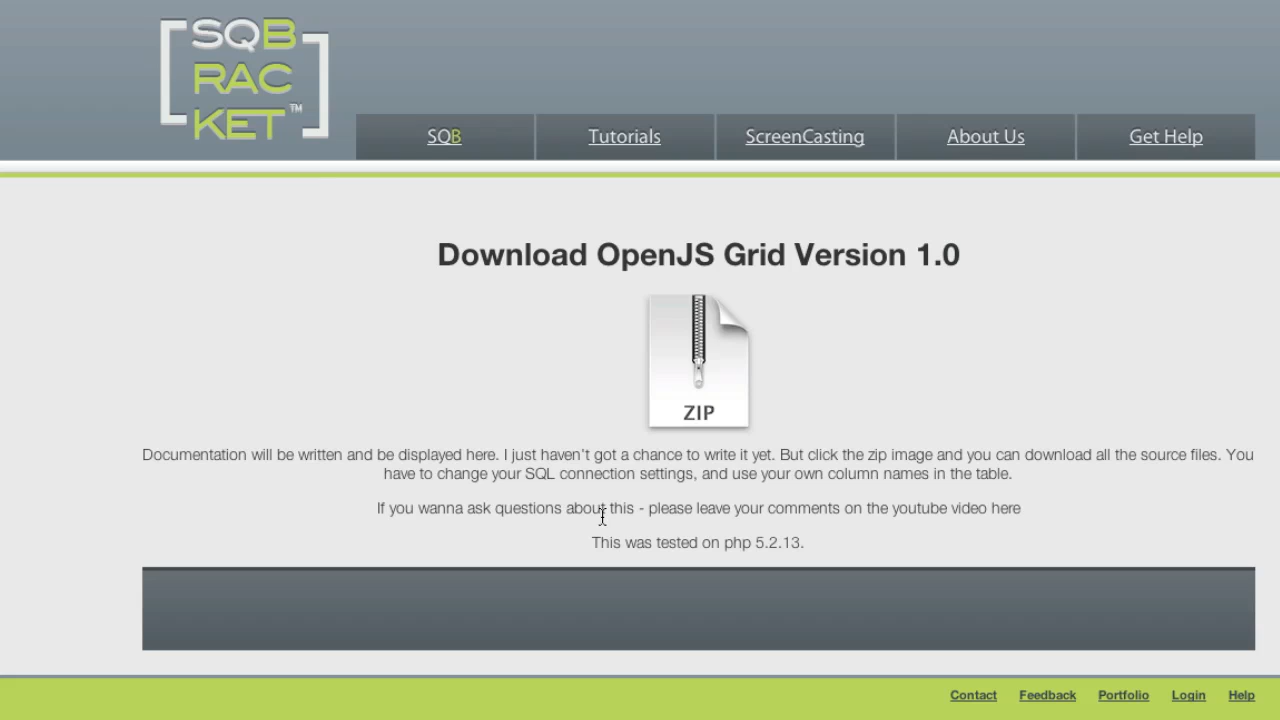 SQB
RAC
KET™
SQB Tutorials ScreenCasting About Us Get Help
Download OpenJS Grid Version 1.0
ZIP
Documentation will be written and be displayed here. I just haven't got a chance to write it yet. But click the zip image and you can download all the source files. You
have to change your SQL connection settings, and use your own column names in the table.
If you wanna ask questions about this - please leave your comments on the youtube video here
This was tested on php 5.2.13.
Contact Feedback Portfolio Login Help